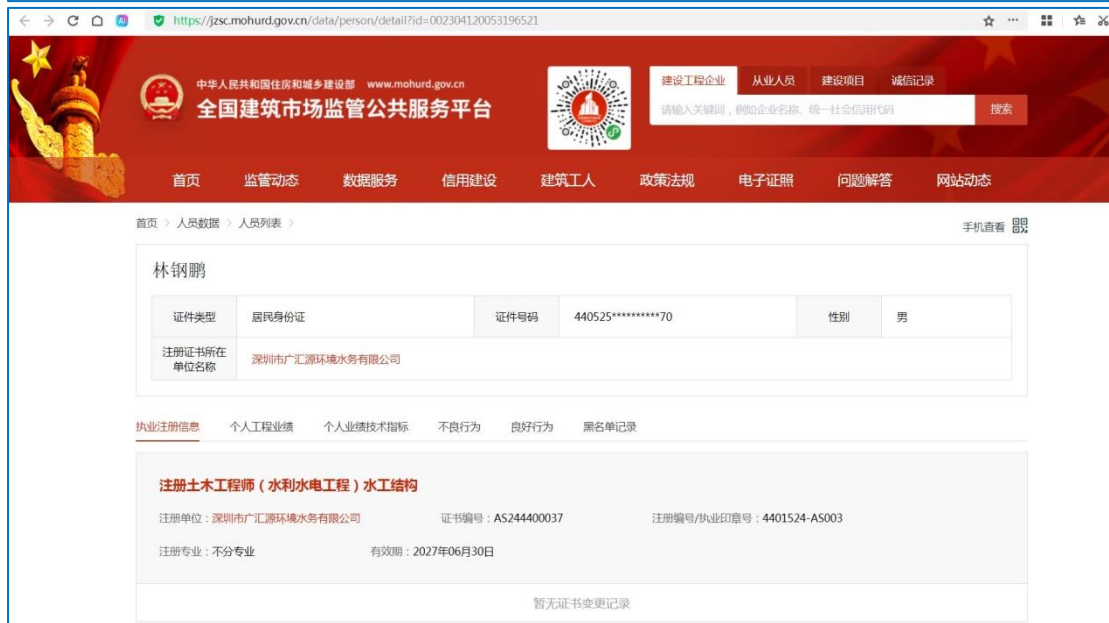 https://jzsc.mohurd.gov.cn/data/person/detail?id=002304120053196521
中华人民共和国住房和城乡建设部 www.mohurd.gov.cn
全国建筑市场监管公共服务平台
建设工程企业 从业人员 建设项目 诚信记录
请输入关键词，例如企业名称、统一社会信用代码 搜索
首页 监管动态 数据服务 信用建设 建筑工人 政策法规 电子证照 问题解答 网站动态
首页 > 人员数据 > 人员列表 >
手机查看
林钢鹏
证件类型 居民身份证 证件号码 440525**********70 性别 男
注册证书所在
单位名称
深圳市广汇源环境水务有限公司
执业注册信息 个人工程业绩 个人业绩技术指标 不良行为 良好行为 黑名单记录
注册土木工程师（水利水电工程）水工结构
注册单位：深圳市广汇源环境水务有限公司 证书编号：AS244400037 注册编号/执业印章号：4401524-AS003
注册专业：不分专业 有效期：2027年06月30日
暂无证书变更记录